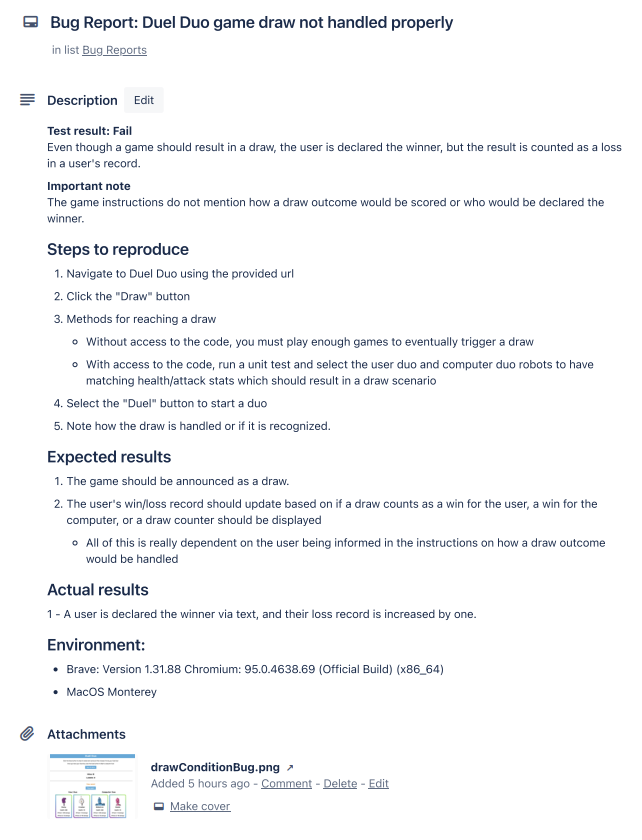 Bug Report: Duel Duo game draw not handled properly
in list Bug Reports
Description Edit
Test result: Fail
Even though a game should result in a draw, the user is declared the winner, but the result is counted as a loss
in a user's record.
Important note
The game instructions do not mention how a draw outcome would be scored or who would be declared the
winner.
Steps to reproduce
1. Navigate to Duel Duo using the provided url
2. Click the "Draw" button
3. Methods for reaching a draw
Without access to the code, you must play enough games to eventually trigger a draw
With access to the code, run a unit test and select the user duo and computer duo robots to have
matching health/attack stats which should result in a draw scenario
4. Select the "Duel" button to start a duo
5. Note how the draw is handled or if it is recognized.
Expected results
1. The game should be announced as a draw.
2. The user's win/loss record should update based on if a draw counts as a win for the user, a win for the
computer, or a draw counter should be displayed
All of this is really dependent on the user being informed in the instructions on how a draw outcome
would be handled
Actual results
1 - A user is declared the winner via text, and their loss record is increased by one.
Environment:
Brave: Version 1.31.88 Chromium: 95.0.4638.69 (Official Build) (x86_64)
MacOS Monterey
Attachments
drawConditionBug.png ↗
Added 5 hours ago - Comment - Delete - Edit
Make cover